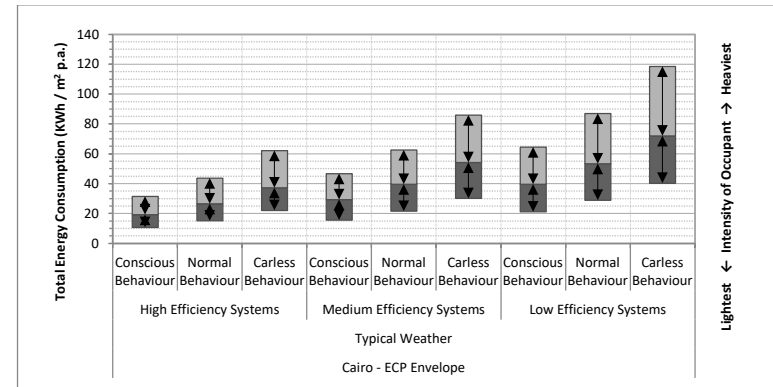 Total Energy Consumption (KWh / m² p.a.)
140
120
100
80
60
40
20
0
Conscious Behaviour
Normal Behaviour
Carless Behaviour
Conscious Behaviour
Normal Behaviour
Carless Behaviour
Conscious Behaviour
Normal Behaviour
Carless Behaviour
High Efficiency Systems
Medium Efficiency Systems
Low Efficiency Systems
Typical Weather
Cairo - ECP Envelope
Lightest ← Intensity of Occupant → Heaviest